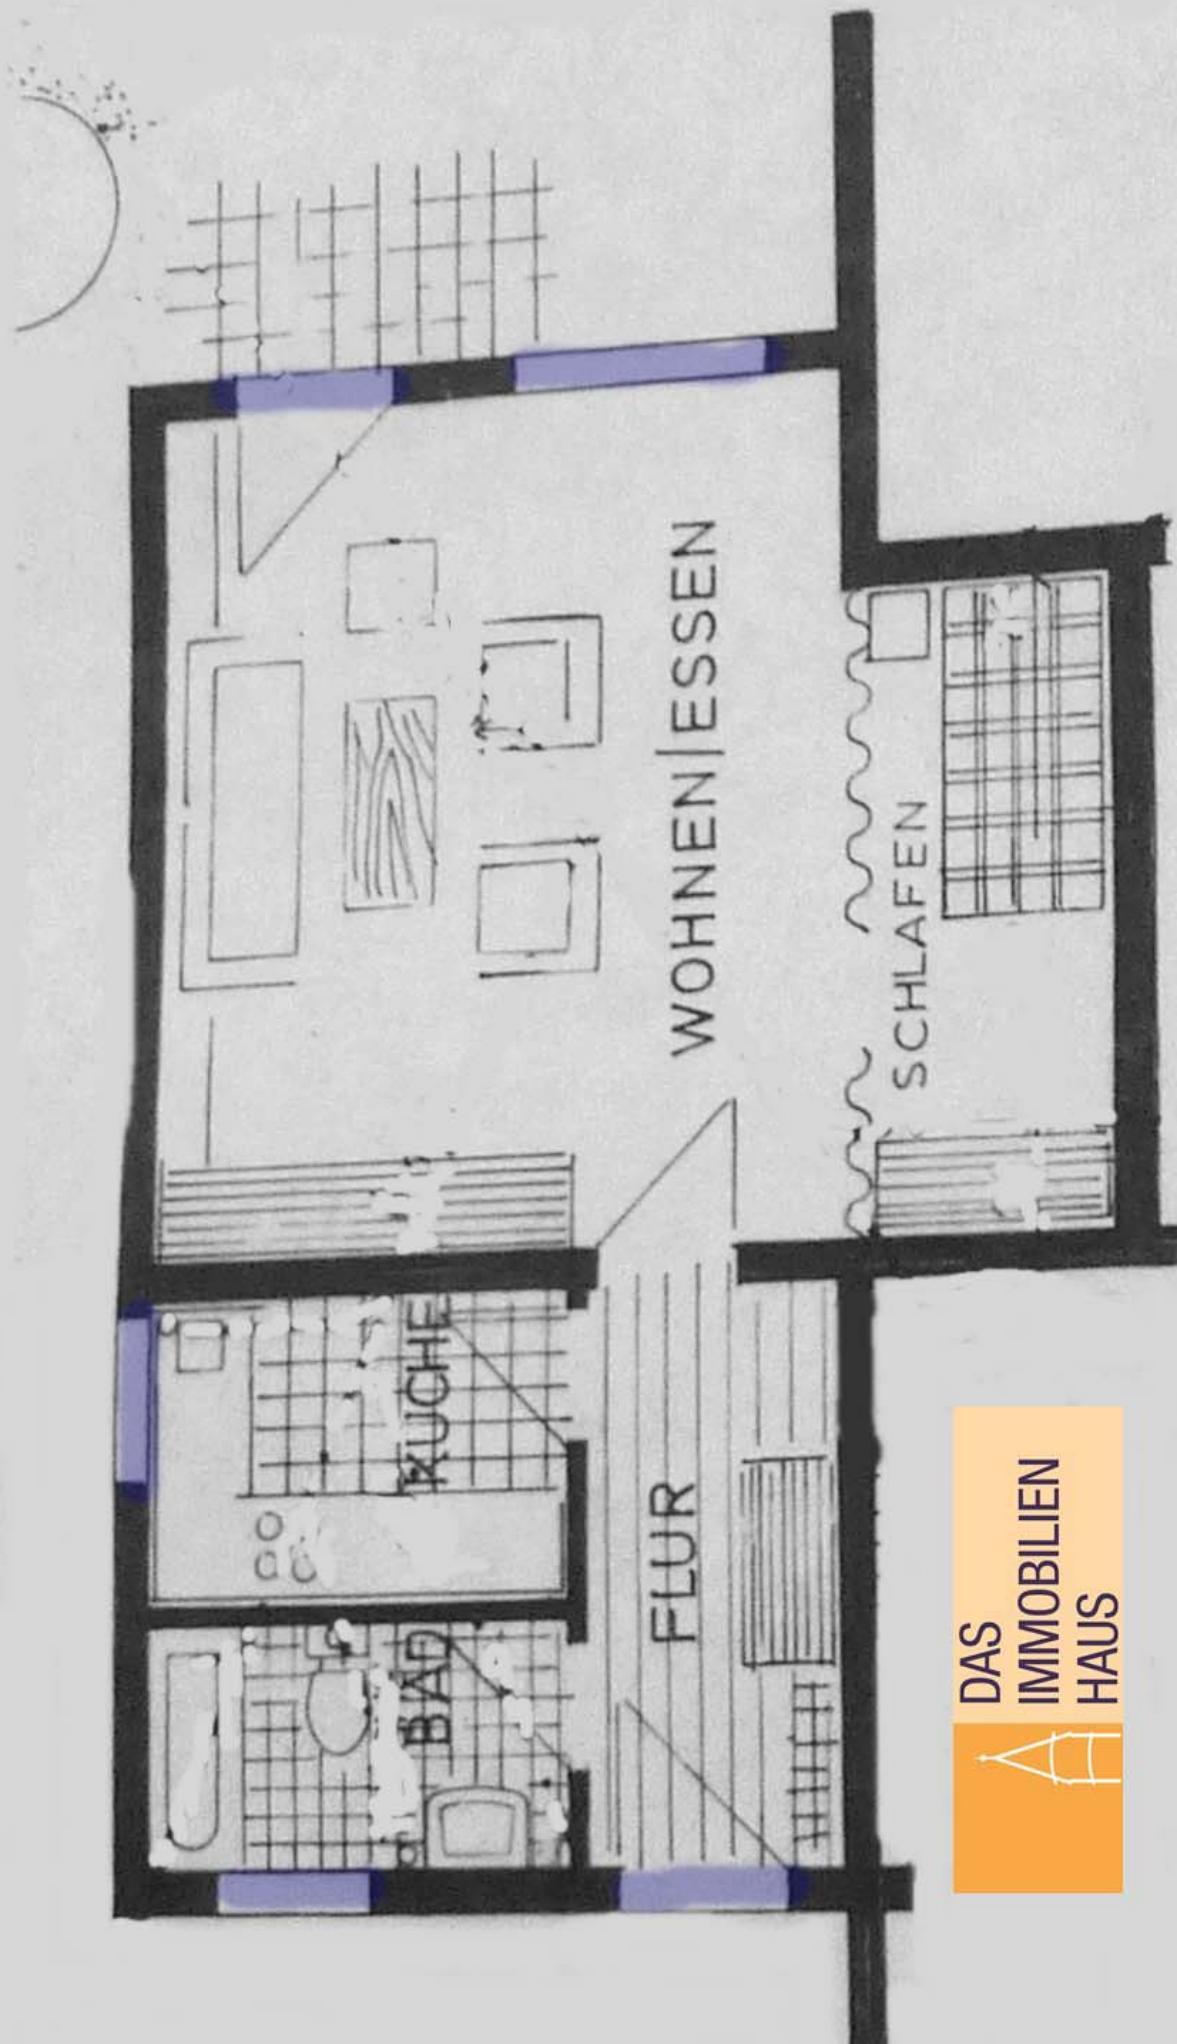 WOHNEN|ESSEN
SCHLAFEN
KÜCHE
BAD
FLUR
DAS
IMMOBILIEN
HAUS